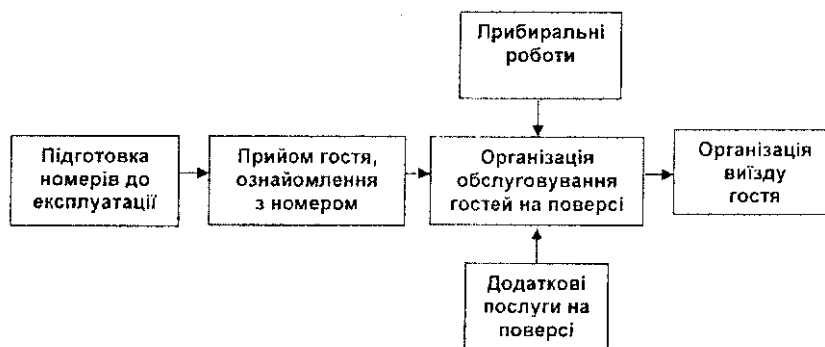 Прибиральні
роботи
Підготовка
номерів до
експлуатації
Прийом гостя,
ознайомлення
з номером
Організація
обслуговування
гостей на поверсі
Організація
виїзду
гостя
Додаткові
послуги на
поверсі